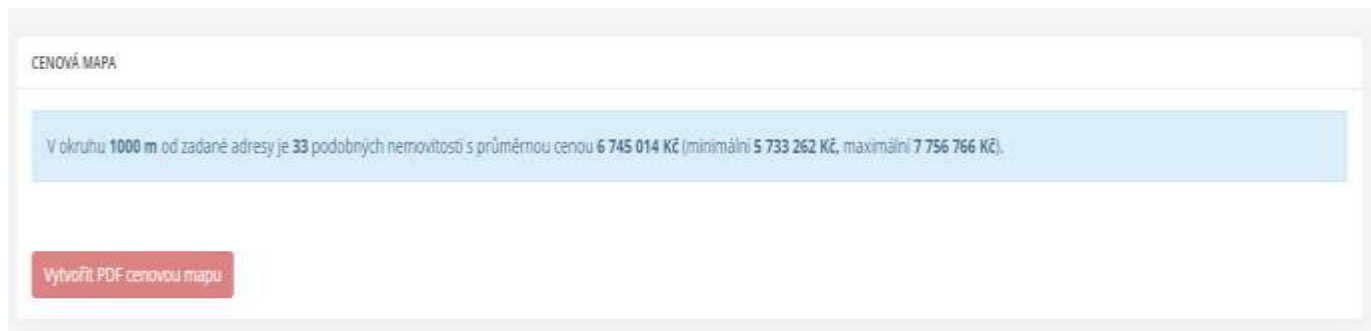 CENOVÁ MAPA
V okruhu 1000 m od zadané adresy je 33 podobných nemovitostí s průměrnou cenou 6 745 014 Kč (minimální 5 733 262 Kč, maximální 7 756 766 Kč).
Vytvořit PDF cenovou mapu